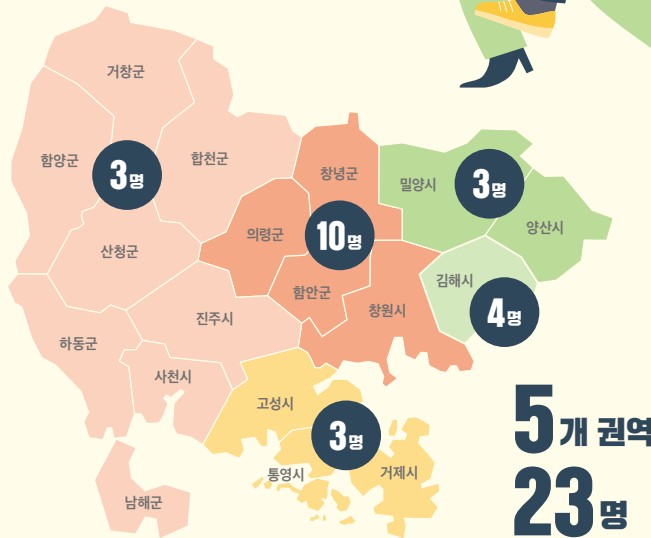 거창군
함양군
합천군
3명
창녕군
밀양시
3명
양산시
의령군
10명
산청군
함안군
김해시
4명
진주시
창원시
하동군
사천시
고성시
3명
통영시
거제시
남해군
5개 권역
23명